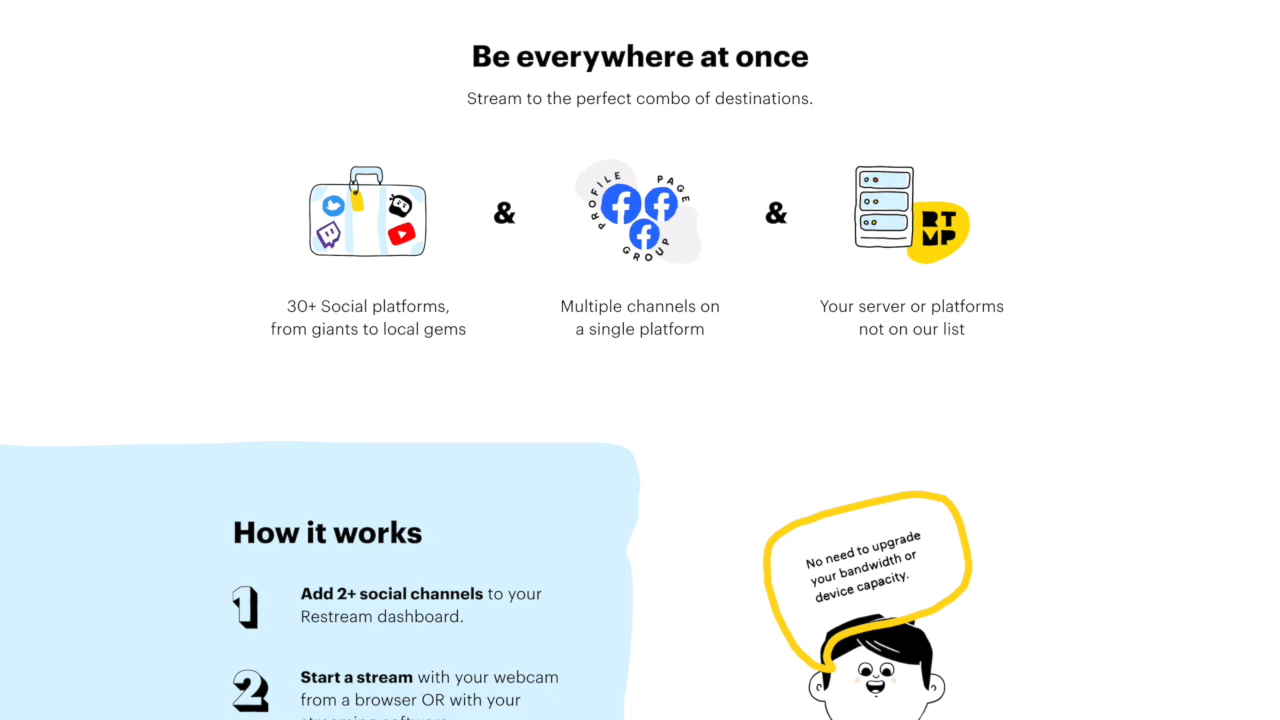 Be everywhere at once
Stream to the perfect combo of destinations.
PROFILE
PAGE
GROUP
&
&
RT
MP
30+ Social platforms,
from giants to local gems
Multiple channels on
a single platform
Your server or platforms
not on our list
How it works
1
Add 2+ social channels to your
Restream dashboard.
2
Start a stream with your webcam
from a browser OR with your
streaming software
No need to upgrade
your bandwidth or
device capacity.